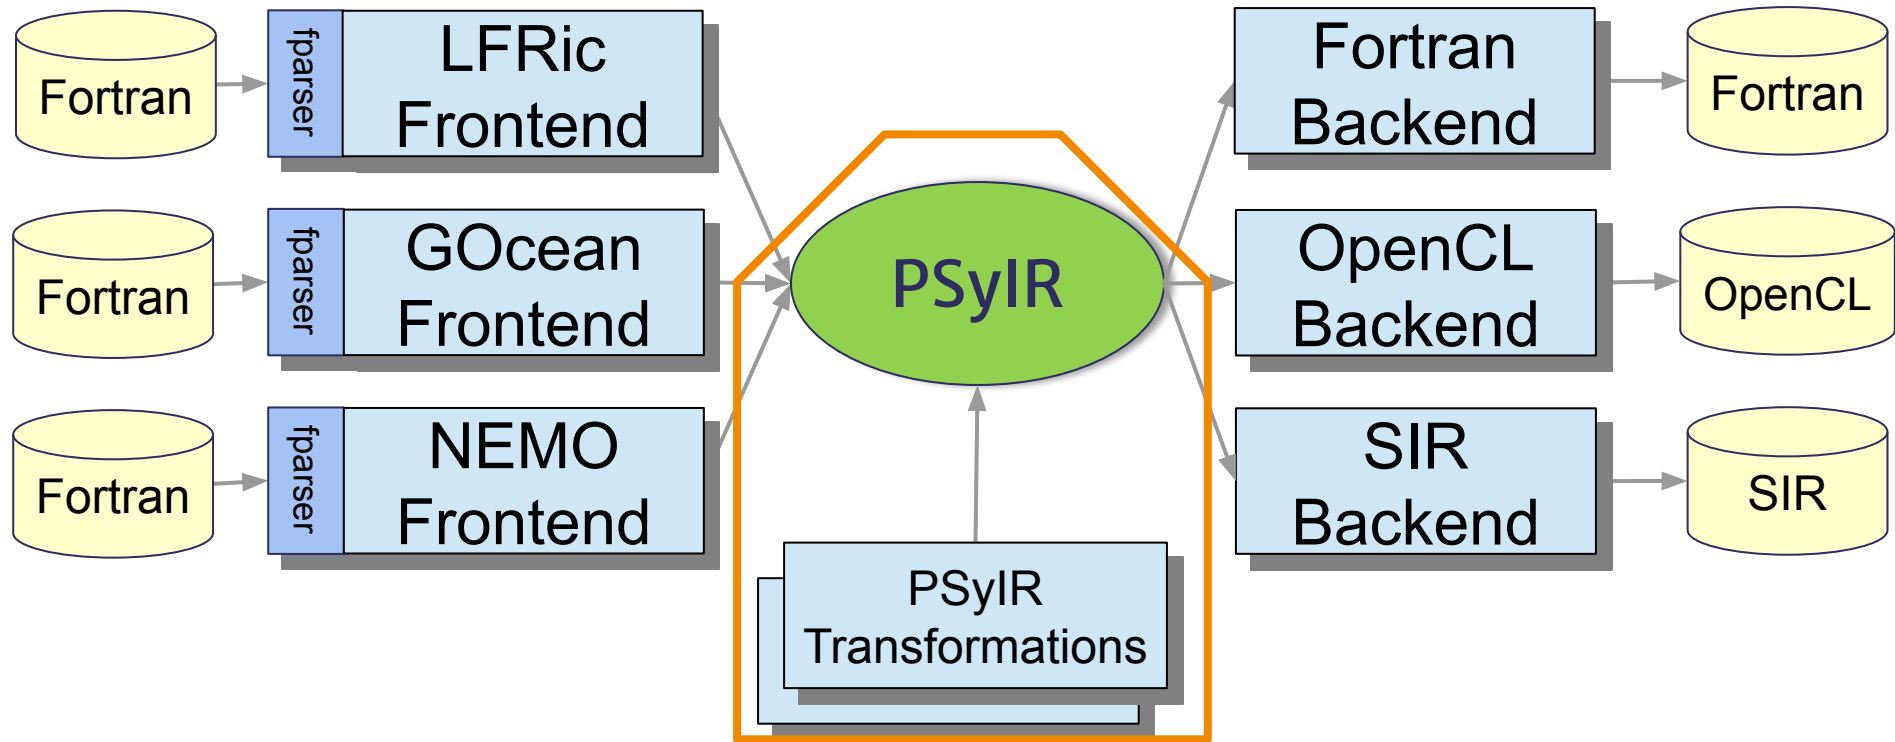 Fortran
fparser
LFRic
Frontend
Fortran
fparser
GOcean
Frontend
Fortran
fparser
NEMO
Frontend
PSyIR
PSyIR
Transformations
Fortran
Backend
Fortran
OpenCL
Backend
OpenCL
SIR
Backend
SIR